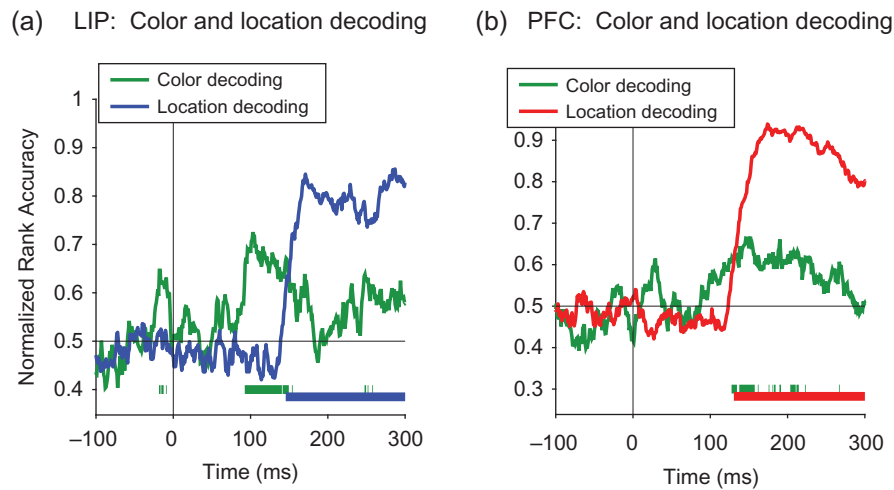 (a) LIP: Color and location decoding
Color decoding
Location decoding
1
0.9
0.8
0.7
0.6
0.5
0.4
Normalized Rank Accuracy
–100 0 100 200 300
Time (ms)
(b) PFC: Color and location decoding
Color decoding
Location decoding
0.9
0.8
0.7
0.6
0.5
0.4
0.3
–100 0 100 200 300
Time (ms)